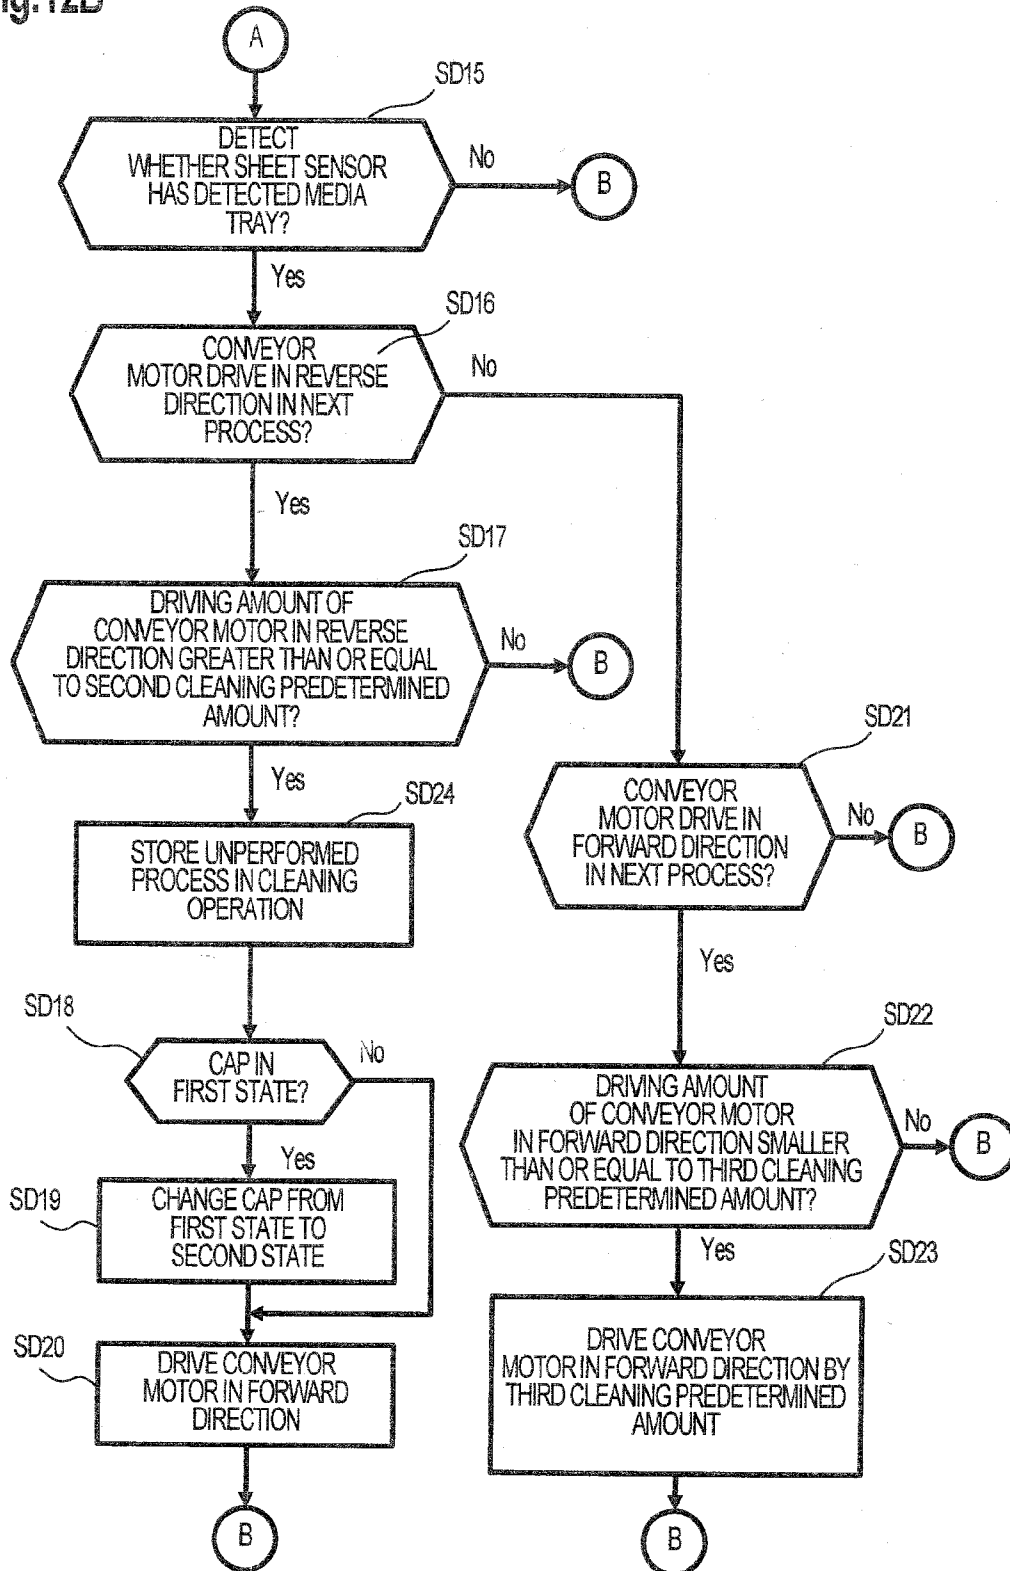 ig.12B
A
SD15
DETECT
WHETHER SHEET SENSOR
HAS DETECTED MEDIA
TRAY?
No
B
Yes
SD16
CONVEYOR
MOTOR DRIVE IN REVERSE
DIRECTION IN NEXT
PROCESS?
No
Yes
SD17
DRIVING AMOUNT OF
CONVEYOR MOTOR IN REVERSE
DIRECTION GREATER THAN OR EQUAL
TO SECOND CLEANING PREDETERMINED
AMOUNT?
No
B
Yes
SD24
STORE UNPERFORMED
PROCESS IN CLEANING
OPERATION
SD18
CAP IN
FIRST STATE?
No
Yes
SD19
CHANGE CAP FROM
FIRST STATE TO
SECOND STATE
SD20
DRIVE CONVEYOR
MOTOR IN FORWARD
DIRECTION
B
SD21
CONVEYOR
MOTOR DRIVE IN
FORWARD DIRECTION
IN NEXT PROCESS?
No
B
Yes
SD22
DRIVING AMOUNT
OF CONVEYOR MOTOR
IN FORWARD DIRECTION SMALLER
THAN OR EQUAL TO THIRD CLEANING
PREDETERMINED AMOUNT?
No
B
Yes
SD23
DRIVE CONVEYOR
MOTOR IN FORWARD DIRECTION BY
THIRD CLEANING PREDETERMINED
AMOUNT
B